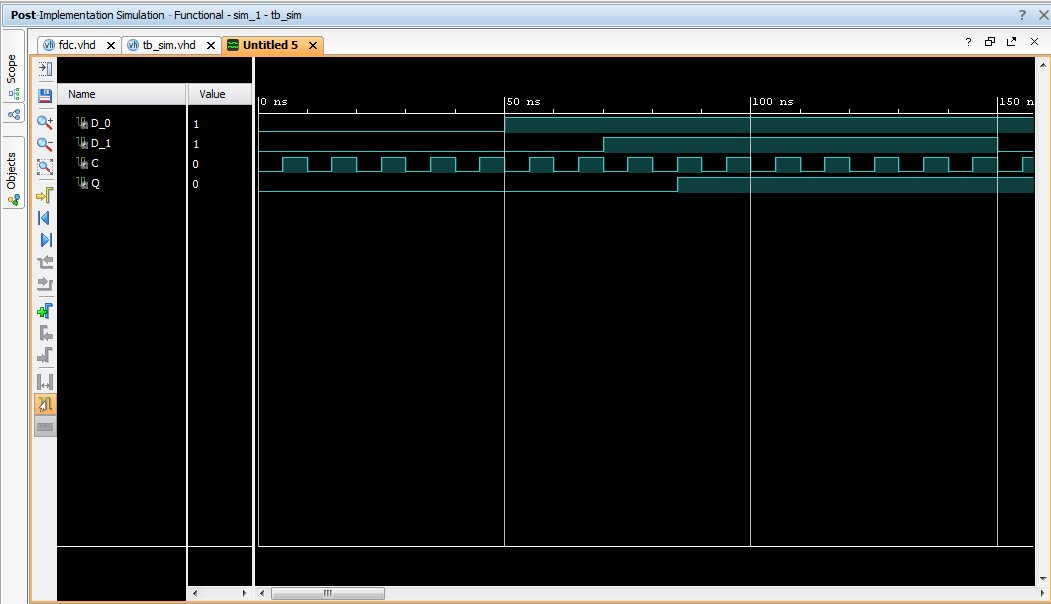 Post-Implementation Simulation - Functional - sim_1 - tb_sim
fdc.vhd
tb_sim.vhd
Untitled 5
Scope
Objects
Name
Value
0 ns
50 ns
100 ns
150 n
D_0
1
D_1
1
C
0
Q
0